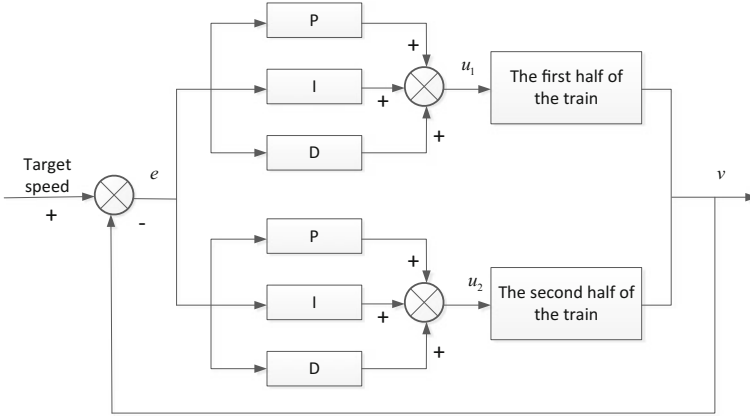 P
+
I
+
D
+
u1
The first half of
the train
Target
speed
+
e
-
v
P
+
I
+
D
+
u2
The second half of
the train